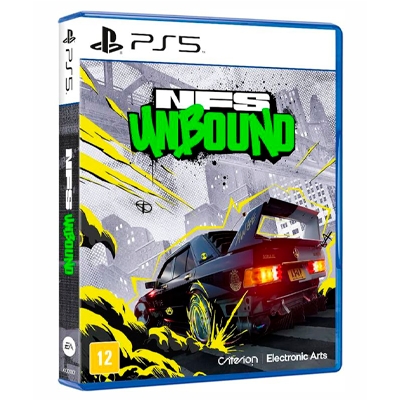 PS5
PS5
NFS
UNBOUND
NFS
UNBOUND
EA
12
Criterion Electronic Arts